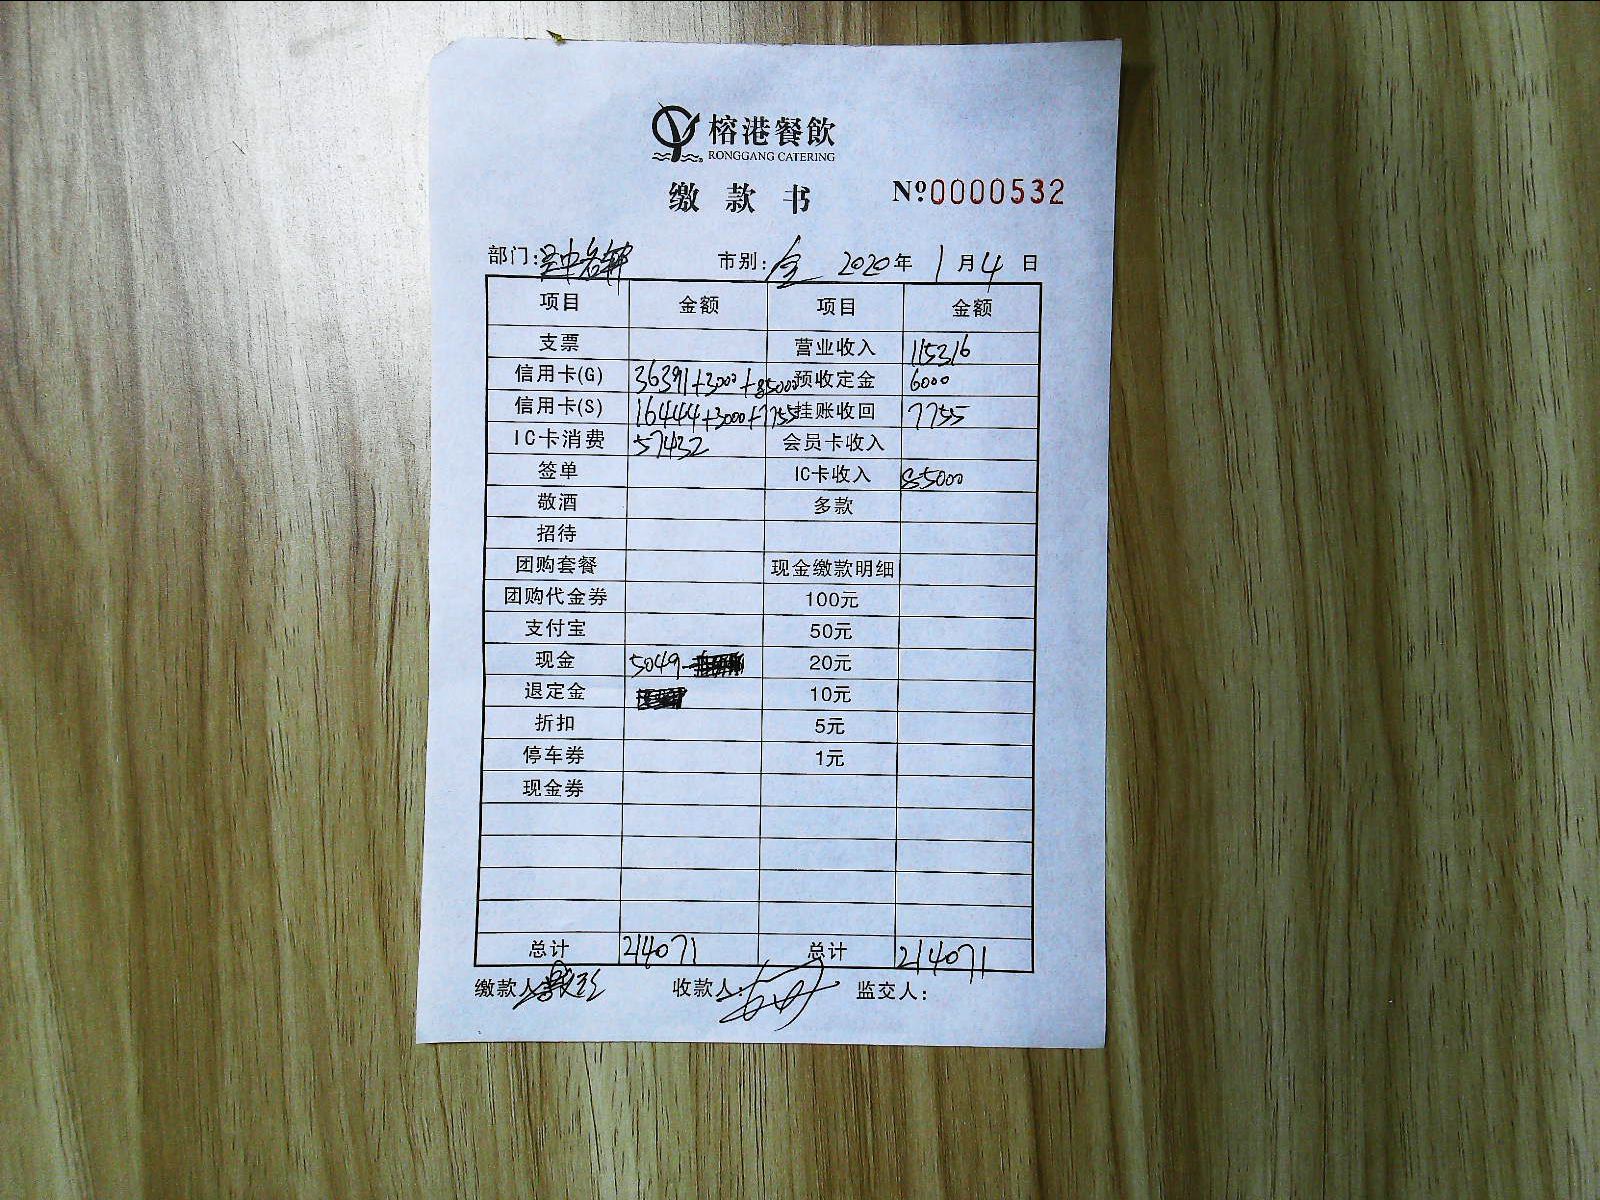 榕港餐飲
RONGGANG CATERING
缴款书 Nº0000532
部门: 市别:全 2020年1月4日
项目 金额 项目 金额
支票 营业收入 115316
信用卡(G) 36391+3000+85000 预收定金 6000
信用卡(S) 16444+3000+7755 挂账收回 7755
IC卡消费 57432 会员卡收入
签单 IC卡收入 85000
敬酒 多款
招待
团购套餐 现金缴款明细
团购代金券 100元
支付宝 50元
现金 5049 20元
退定金 10元
折扣 5元
停车券 1元
现金券
总计 214071 总计 214071
缴款人: 收款人: 监交人: